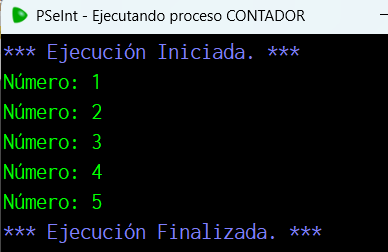 PSeInt - Ejecutando proceso CONTADOR
*** Ejecución Iniciada. ***
Número: 1
Número: 2
Número: 3
Número: 4
Número: 5
*** Ejecución Finalizada. ***